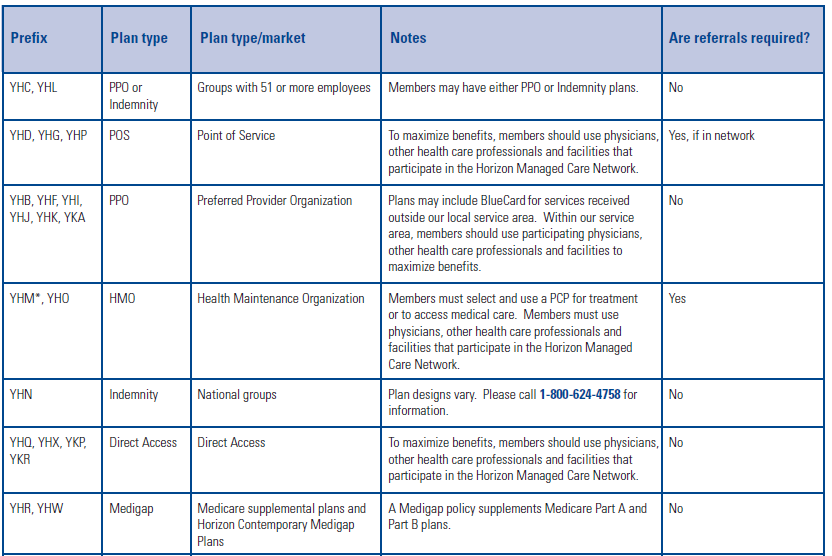 Prefix Plan type Plan type/market Notes Are referrals required?
YHC, YHL PPO or Groups with 51 or more employees Members may have either PPO or Indemnity plans. No
Indemnity
YHD, YHG, YHP POS Point of Service To maximize benefits, members should use physicians, Yes, if in network
other health care professionals and facilities that
participate in the Horizon Managed Care Network.
YHB, YHF, YHI, PPO Preferred Provider Organization Plans may include BlueCard for services received No
YHJ, YHK, YKA outside our local service area. Within our service
area, members should use participating physicians,
other health care professionals and facilities to
maximize benefits.
YHM*, YHO HMO Health Maintenance Organization Members must select and use a PCP for treatment Yes
or to access medical care. Members must use
physicians, other health care professionals and
facilities that participate in the Horizon Managed
Care Network.
YHN Indemnity National groups Plan designs vary. Please call 1-800-624-4758 for No
information.
YHQ, YHX, YKP, Direct Access Direct Access To maximize benefits, members should use physicians, No
YKR other health care professionals and facilities that
participate in the Horizon Managed Care Network.
YHR, YHW Medigap Medicare supplemental plans and A Medigap policy supplements Medicare Part A and No
Horizon Contemporary Medigap Part B plans.
Plans